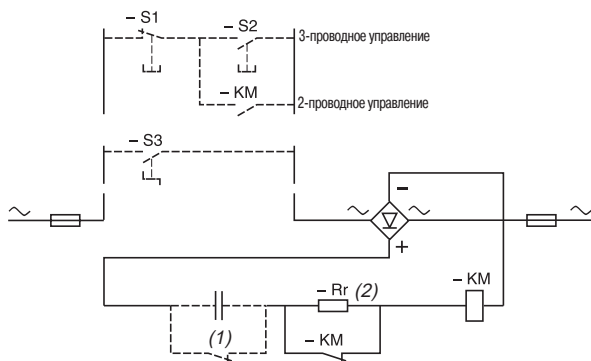 – S1
– S2
3-проводное управление
– KM
2-проводное управление
– S3
–
+
– Rr (2)
– KM
(1)
– KM